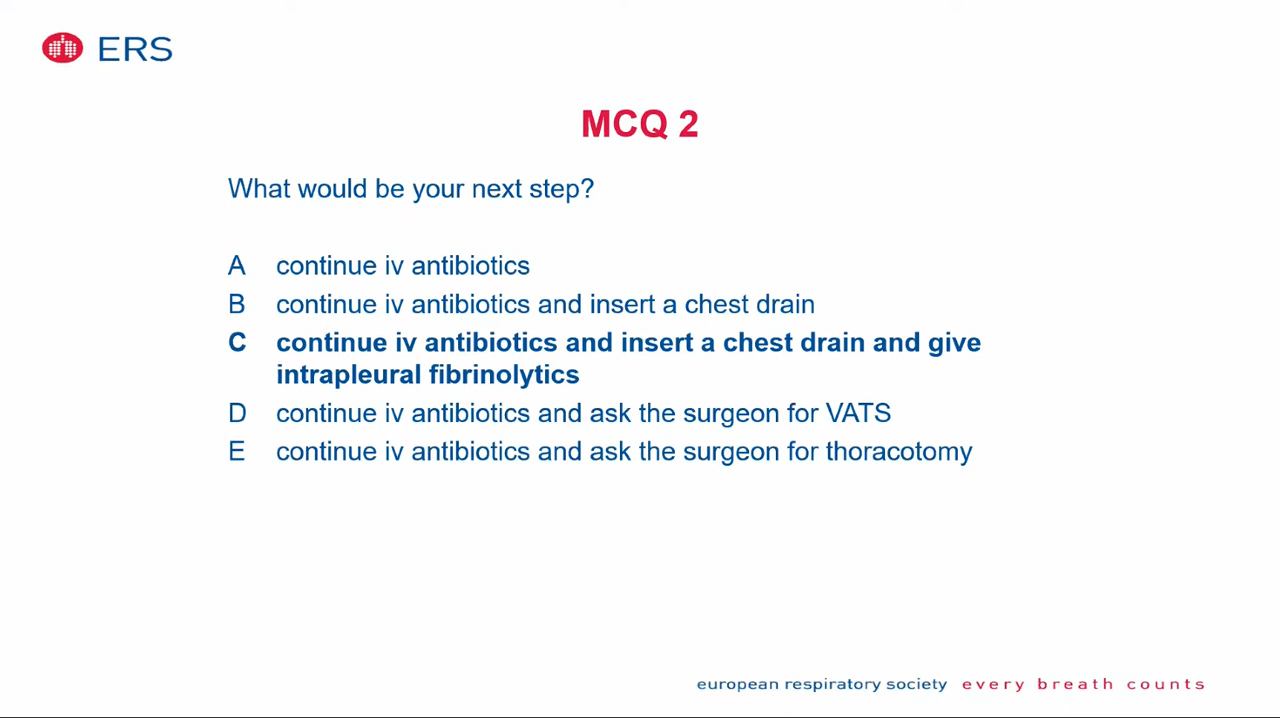 ERS
MCQ 2
What would be your next step?
A continue iv antibiotics
B continue iv antibiotics and insert a chest drain
C continue iv antibiotics and insert a chest drain and give
intrapleural fibrinolytics
D continue iv antibiotics and ask the surgeon for VATS
E continue iv antibiotics and ask the surgeon for thoracotomy
european respiratory society every breath counts